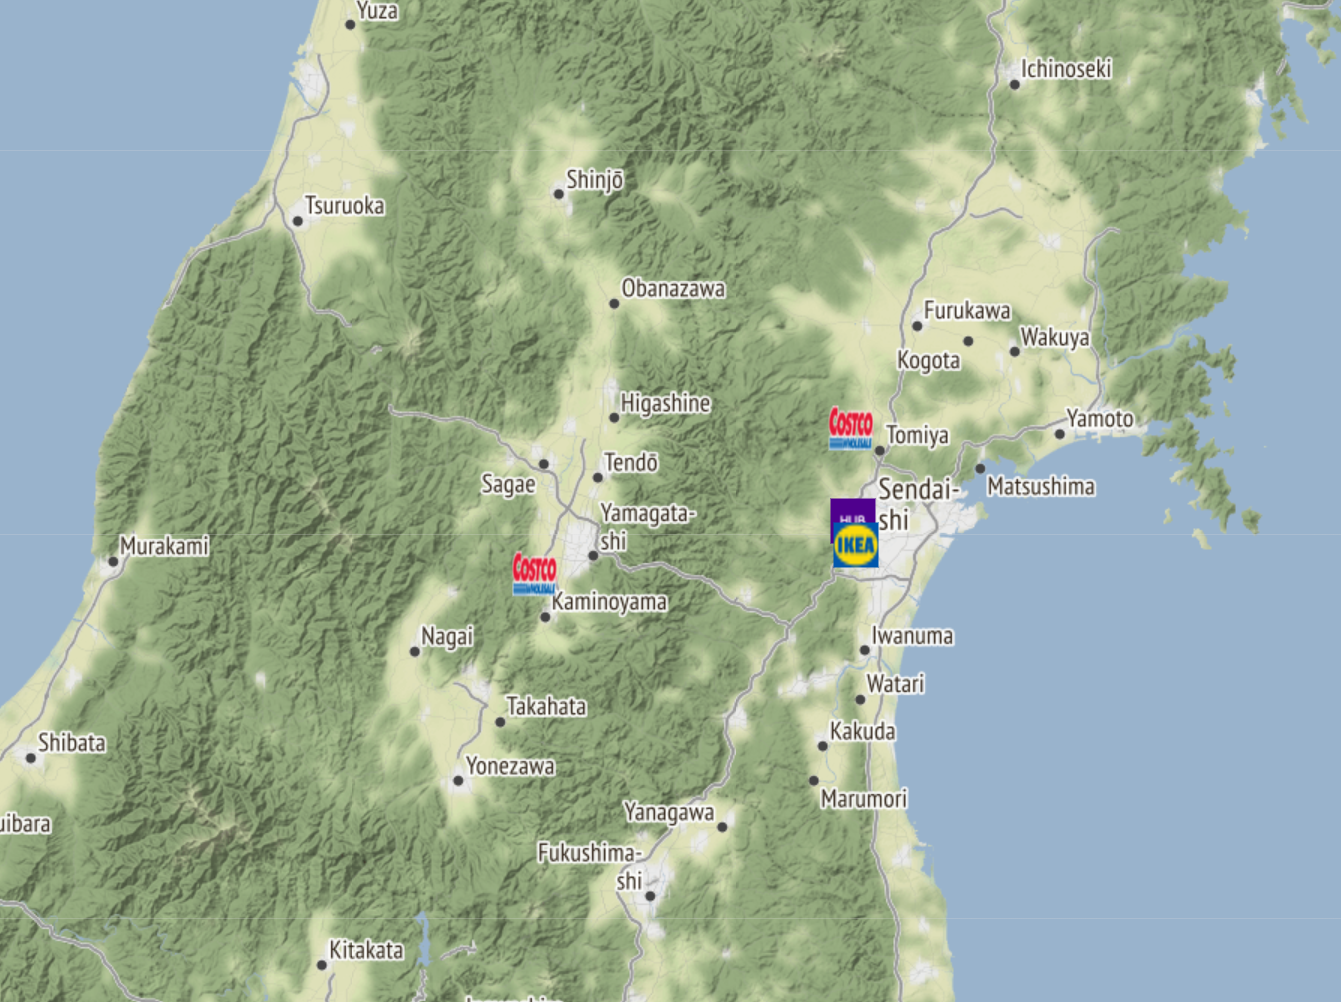 Yuza
Ichinoseki
Shinjō
Tsuruoka
Obanazawa
Furukawa
Wakuya
Kogota
Higashine
COSTCO
WHOLESALE
Tomiya
Yamoto
Tendō
Sagae
Matsushima
Sendai-
shi
HUB
IKEA
Yamagata-
shi
Murakami
COSTCO
WHOLESALE
Kaminoyama
Nagai
Iwanuma
Watari
Takahata
Kakuda
Shibata
Yonezawa
Marumori
Yanagawa
uibara
Fukushima-
shi
Kitakata